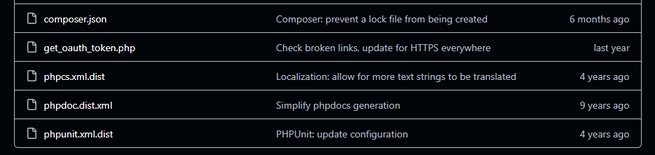 composer.json Composer: prevent a lock file from being created 6 months ago
get_oauth_token.php Check broken links, update for HTTPS everywhere last year
phpcs.xml.dist Localization: allow for more text strings to be translated 4 years ago
phpdoc.dist.xml Simplify phpdocs generation 9 years ago
phpunit.xml.dist PHPUnit: update configuration 4 years ago